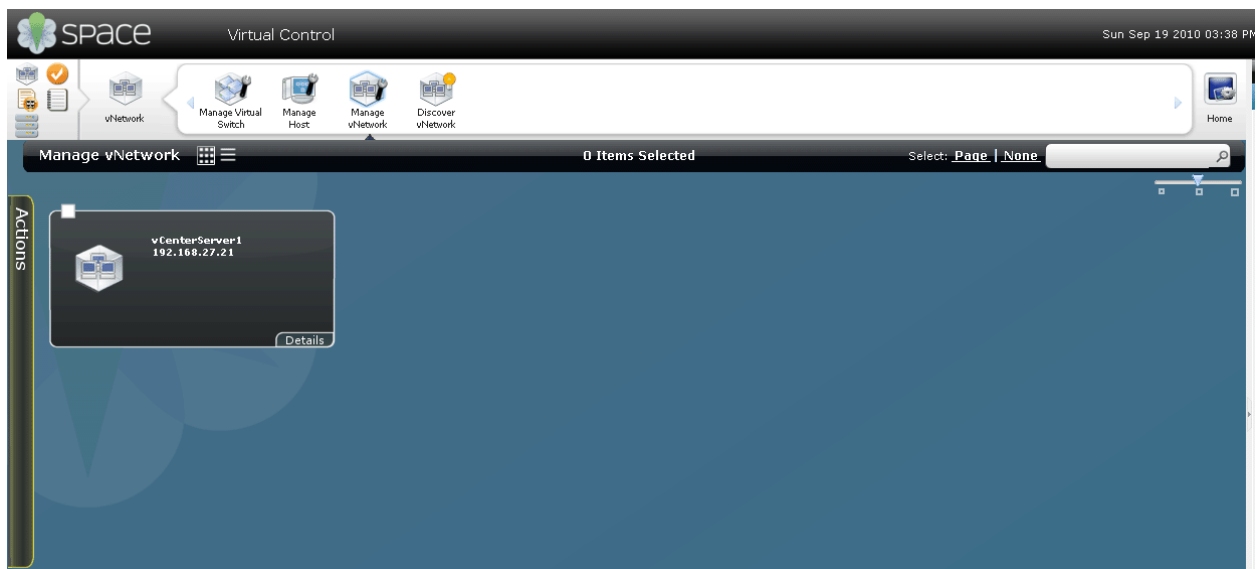 space
Virtual Control
Sun Sep 19 2010 03:38 PM
vNetwork
Manage Virtual
Switch
Manage
Host
Manage
vNetwork
Discover
vNetwork
Home
Manage vNetwork
0 Items Selected
Select: Page | None
Actions
vCenterServer1
192.168.27.21
Details